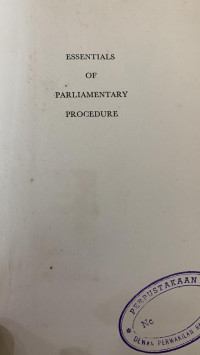 ESSENTIALS
OF
PARLIAMENTARY
PROCEDURE
PERPUSTAKAAN
No
DEWAN PERWAKILAN